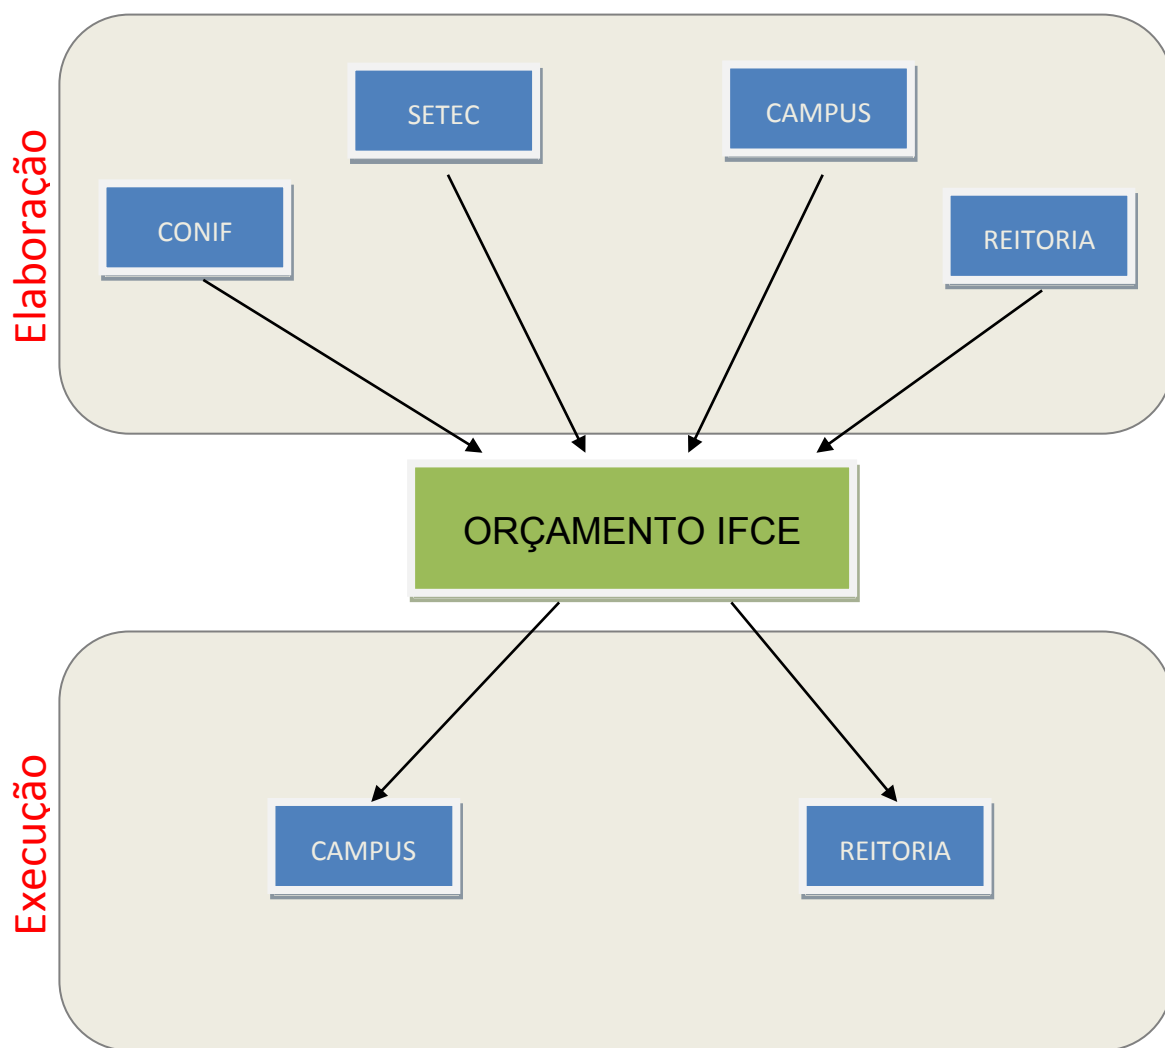 Elaboração
SETEC
CAMPUS
CONIF
REITORIA
ORÇAMENTO IFCE
Execução
CAMPUS
REITORIA